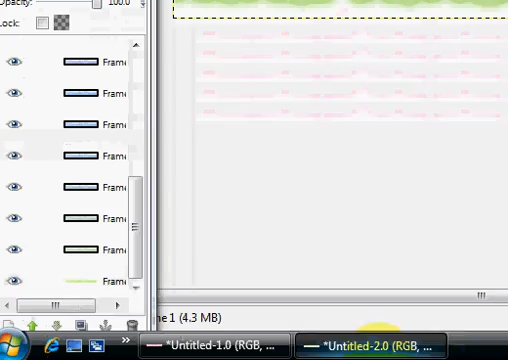 Opacity: 100.0
Lock:
Frame
Frame
Frame
Frame
Frame
Frame
Frame
Frame
ne 1 (4.3 MB)
*Untitled-1.0 (RGB, ...
*Untitled-2.0 (RGB, ...